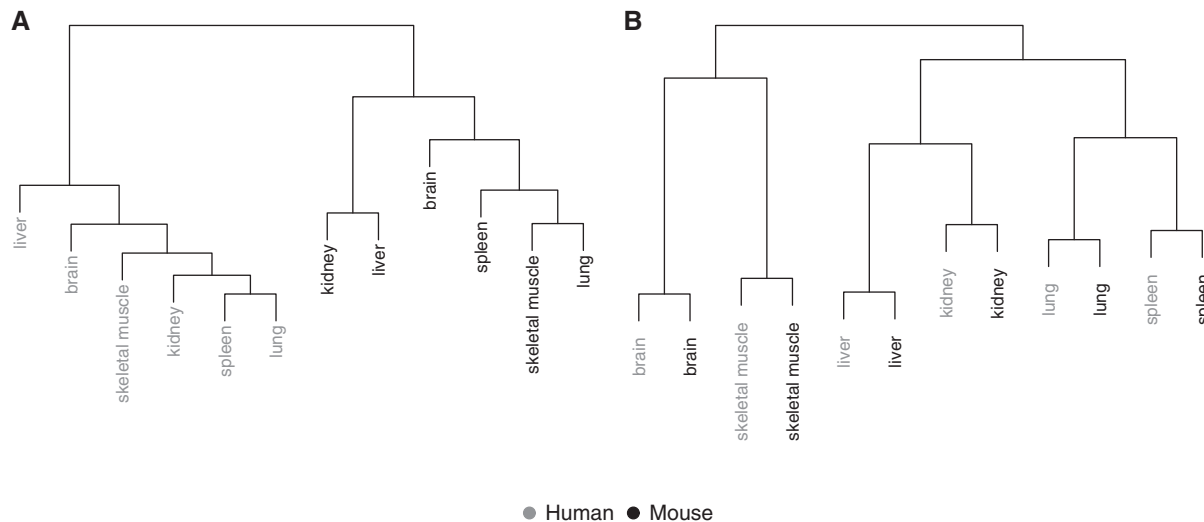 A
B
liver
brain
skeletal muscle
kidney
spleen
lung
kidney
liver
brain
spleen
skeletal muscle
lung
brain
brain
skeletal muscle
skeletal muscle
liver
liver
kidney
kidney
lung
lung
spleen
spleen
Human Mouse